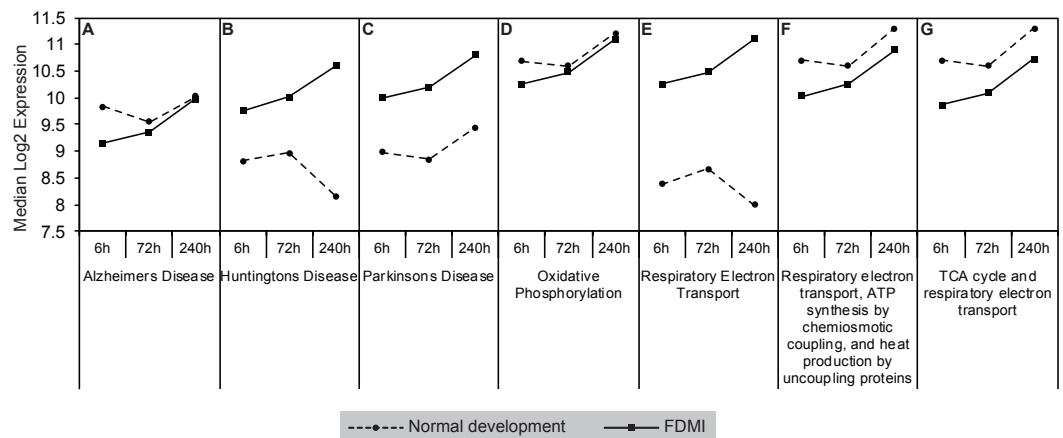 Median Log2 Expression
11.5
11
10.5
10
9.5
9
8.5
8
7.5
A
B
C
D
E
F
G
6h 72h 240h
6h 72h 240h
6h 72h 240h
6h 72h 240h
6h 72h 240h
6h 72h 240h
6h 72h 240h
Alzheimers Disease
Huntingtons Disease
Parkinsons Disease
Oxidative
Phosphorylation
Respiratory Electron
Transport
Respiratory electron
transport, ATP
synthesis by
chemiosmotic
coupling, and heat
production by
uncoupling proteins
TCA cycle and
respiratory electron
transport
Normal development
FDMI